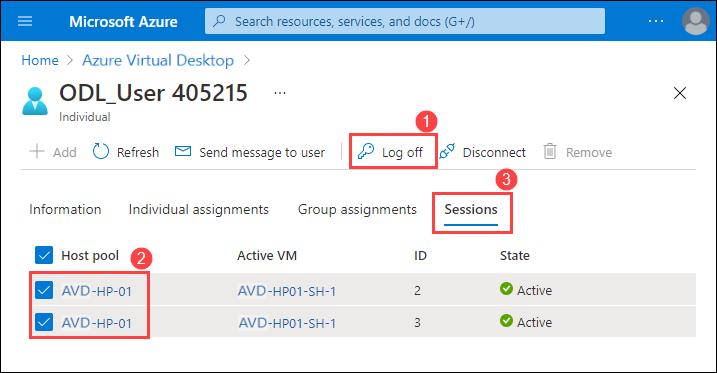 Microsoft Azure
Search resources, services, and docs (G+/)
Home > Azure Virtual Desktop >
ODL_User 405215 ...
Individual
1
Add Refresh Send message to user Log off Disconnect Remove
3
Information Individual assignments Group assignments Sessions
Host pool 2 Active VM ID State
AVD-HP-01 AVD-HP01-SH-1 2 Active
AVD-HP-01 AVD-HP01-SH-1 3 Active